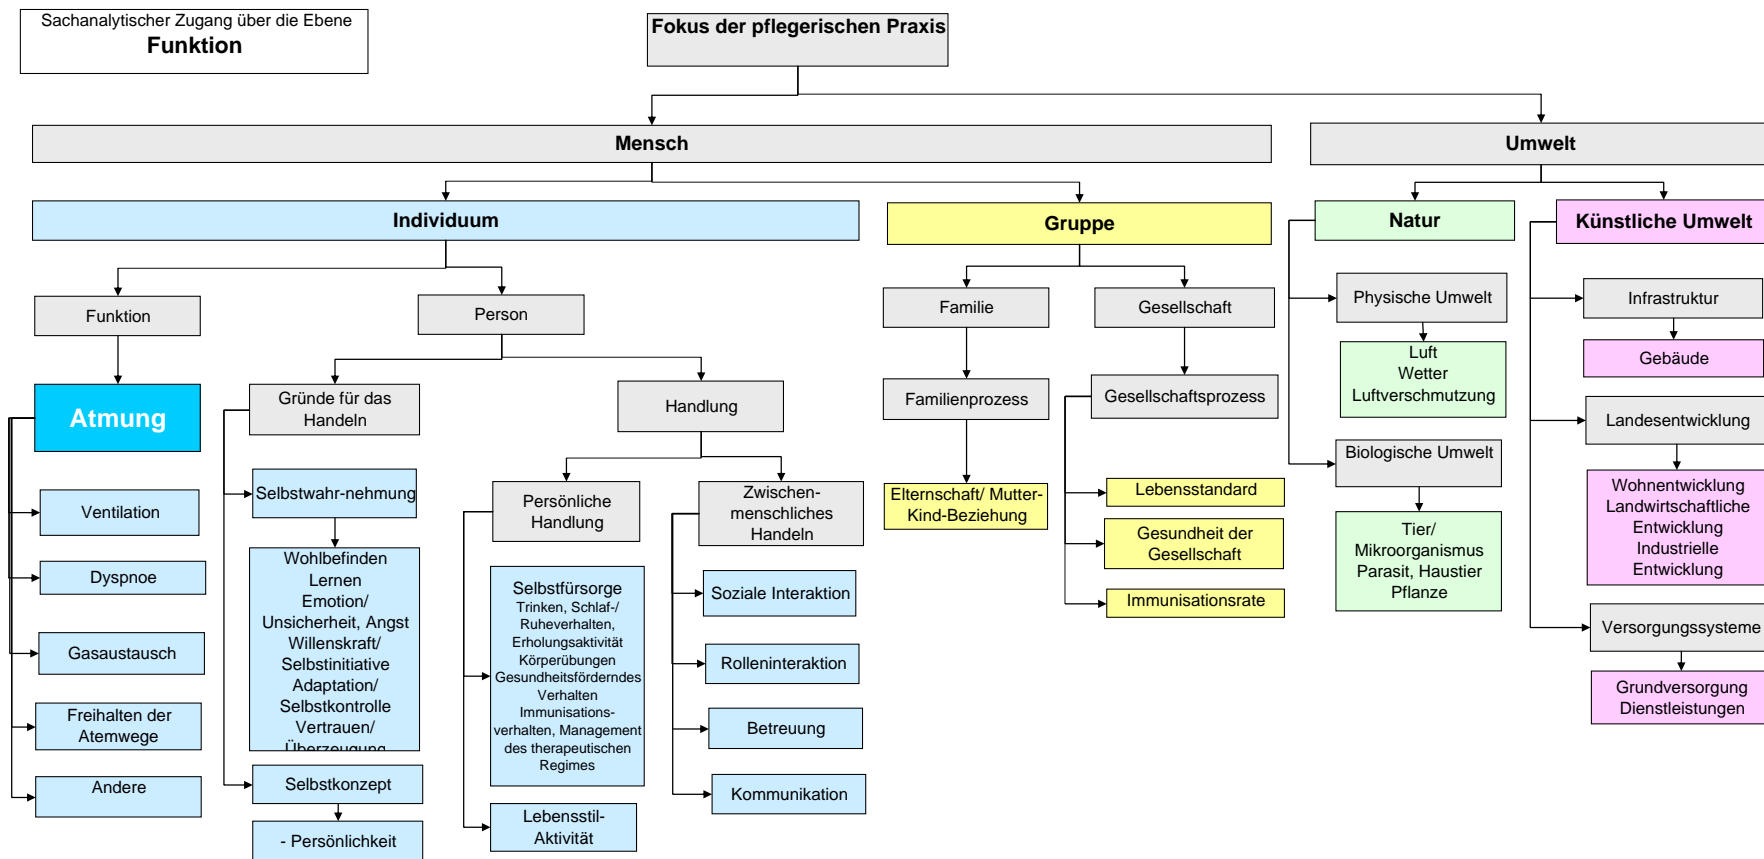 Sachanalytischer Zugang über die Ebene
Funktion
Fokus der pflegerischen Praxis
Mensch
Umwelt
Individuum
Gruppe
Natur
Künstliche Umwelt
Funktion
Person
Familie
Gesellschaft
Physische Umwelt
Infrastruktur
Luft
Wetter
Luftverschmutzung
Gebäude
Atmung
Gründe für das
Handeln
Handlung
Familienprozess
Gesellschaftsprozess
Landesentwicklung
Biologische Umwelt
Ventilation
Selbstwahr-nehmung
Persönliche
Handlung
Zwischen-
menschliches
Handeln
Elternschaft/ Mutter-
Kind-Beziehung
Lebensstandard
Gesundheit der
Gesellschaft
Immunisationsrate
Tier/
Mikroorganismus
Parasit, Haustier
Pflanze
Wohnentwicklung
Landwirtschaftliche
Entwicklung
Industrielle
Entwicklung
Dyspnoe
Wohlbefinden
Lernen
Emotion/
Unsicherheit, Angst
Willenskraft/
Selbstinitiative
Adaptation/
Selbstkontrolle
Vertrauen/
Überzeugung
Selbstfürsorge
Trinken, Schlaf-/
Ruheverhalten,
Erholungsaktivität
Körperübungen
Gesundheitsförderndes
Verhalten
Immunisations-
verhalten, Management
des therapeutischen
Regimes
Soziale Interaktion
Rolleninteraktion
Betreuung
Kommunikation
Versorgungssysteme
Grundversorgung
Dienstleistungen
Gasaustausch
Freihalten der
Atemwege
Andere
Selbstkonzept
- Persönlichkeit
Lebensstil-
Aktivität